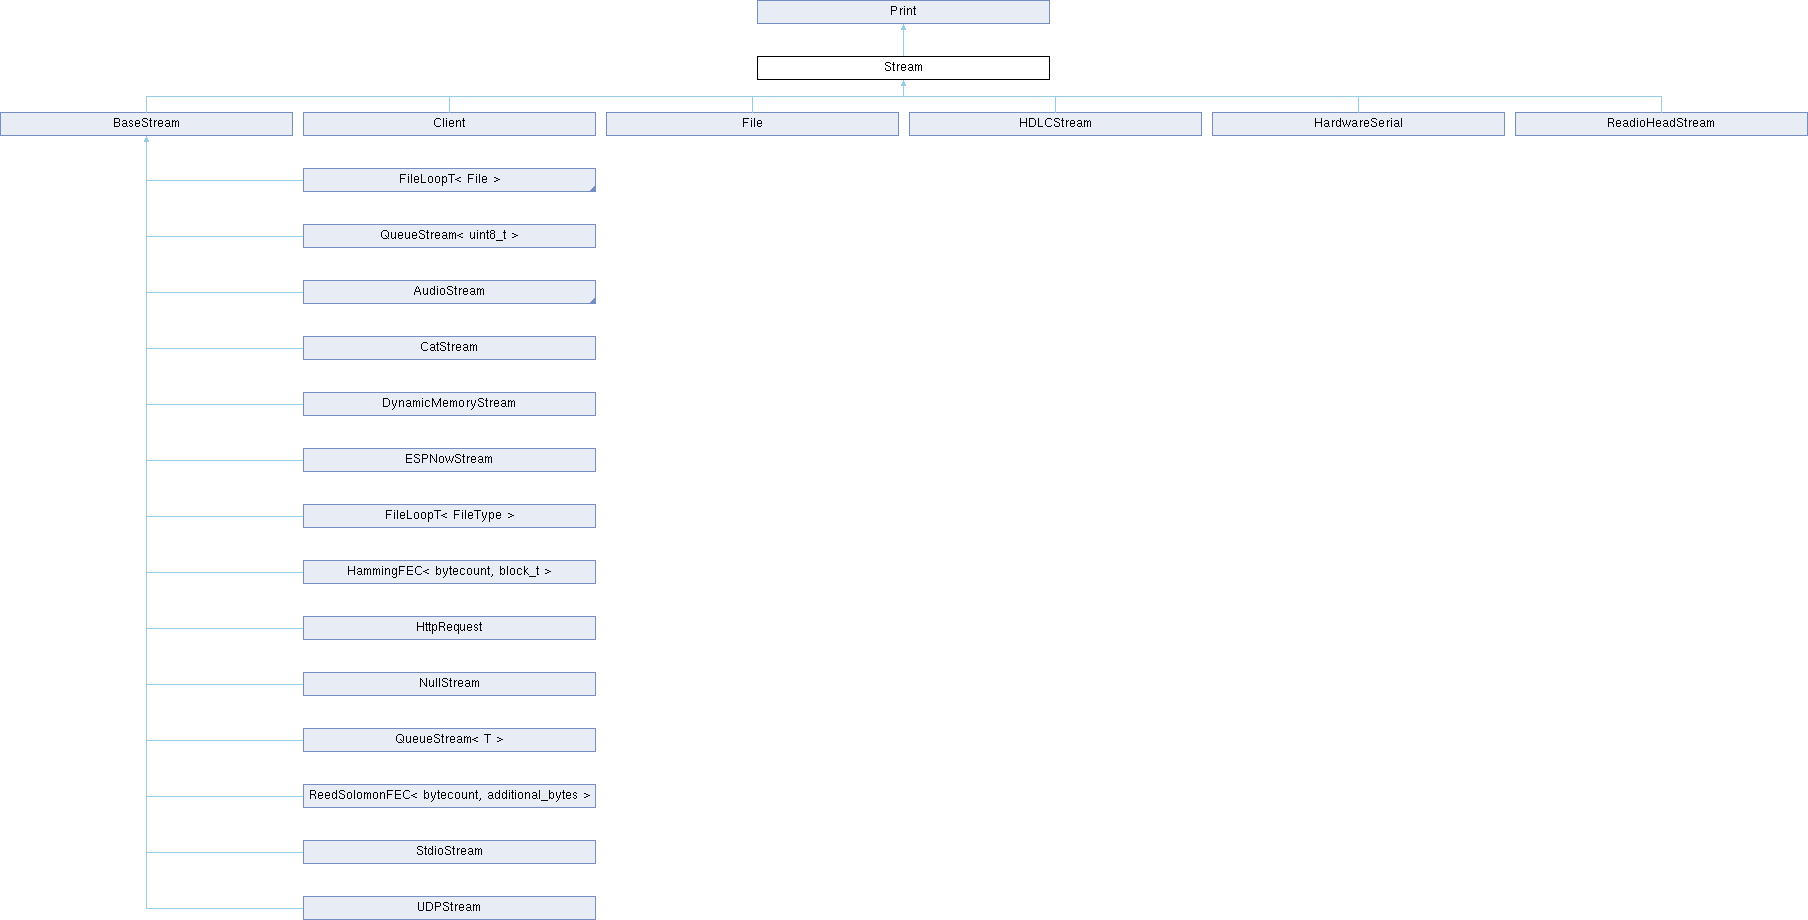 Print
Stream
BaseStream
Client
File
HDLCStream
HardwareSerial
ReadioHeadStream
FileLoopT< File >
QueueStream< uint8_t >
AudioStream
CatStream
DynamicMemoryStream
ESPNowStream
FileLoopT< FileType >
HammingFEC< bytecount, block_t >
HttpRequest
NullStream
QueueStream< T >
ReedSolomonFEC< bytecount, additional_bytes >
StdioStream
UDPStream